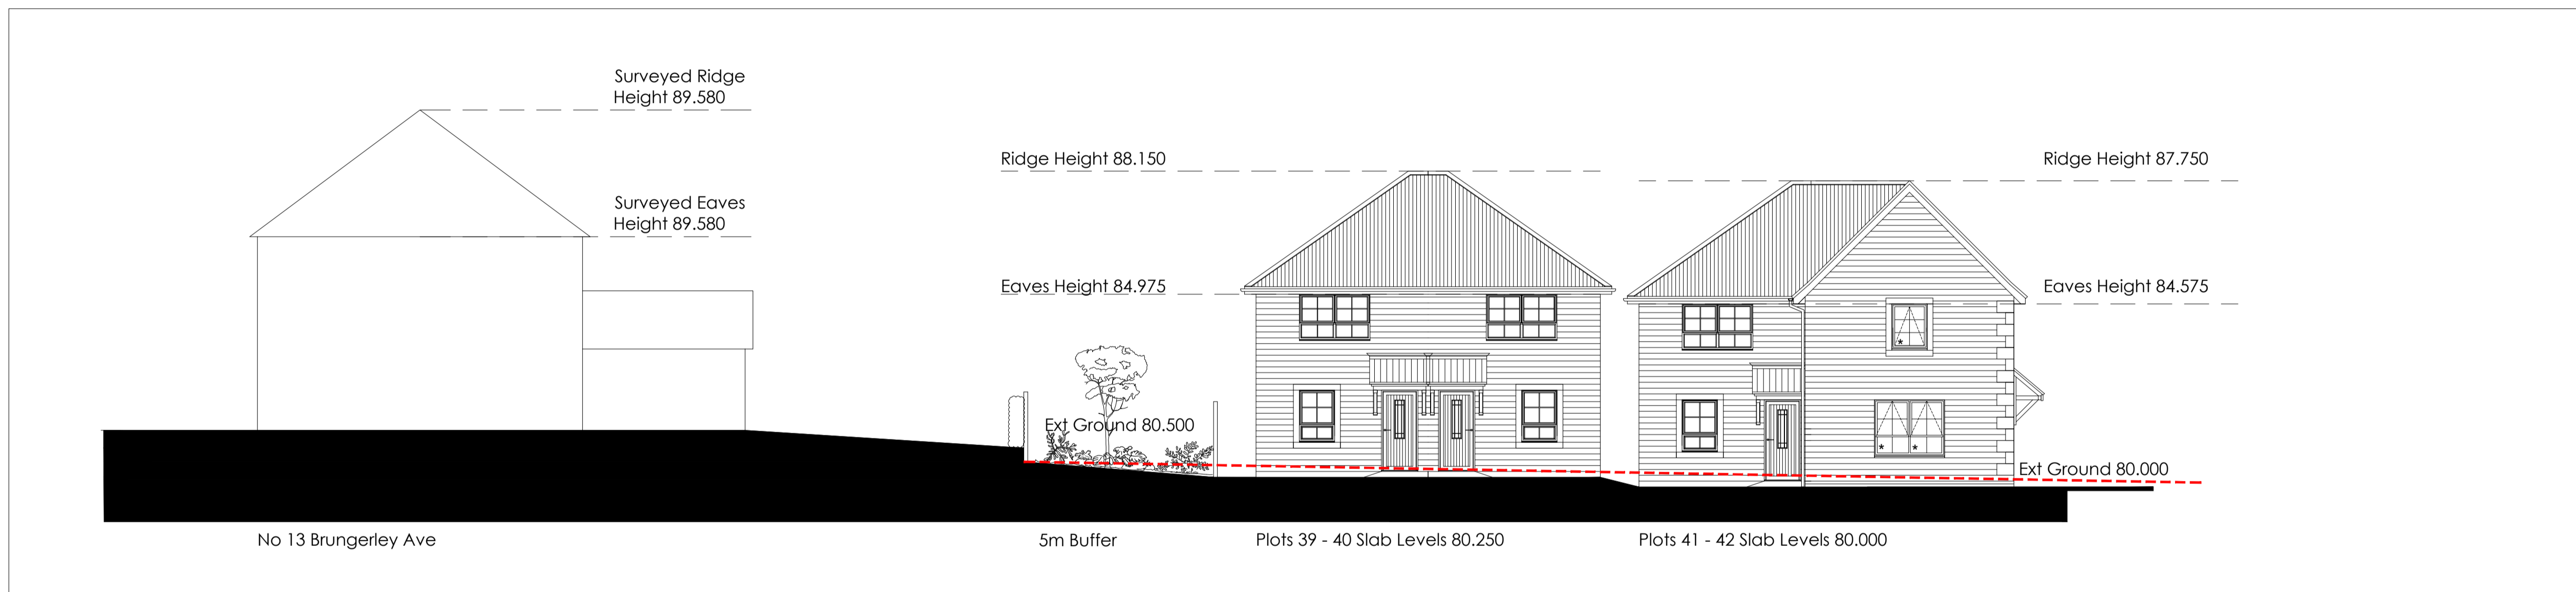 Surveyed Ridge
Height 89.580
Surveyed Eaves
Height 89.580
Ridge Height 88.150
Ridge Height 87.750
Eaves Height 84.975
Eaves Height 84.575
Ext Ground 80.500
Ext Ground 80.000
No 13 Brungerley Ave
5m Buffer
Plots 39 - 40 Slab Levels 80.250
Plots 41 - 42 Slab Levels 80.000